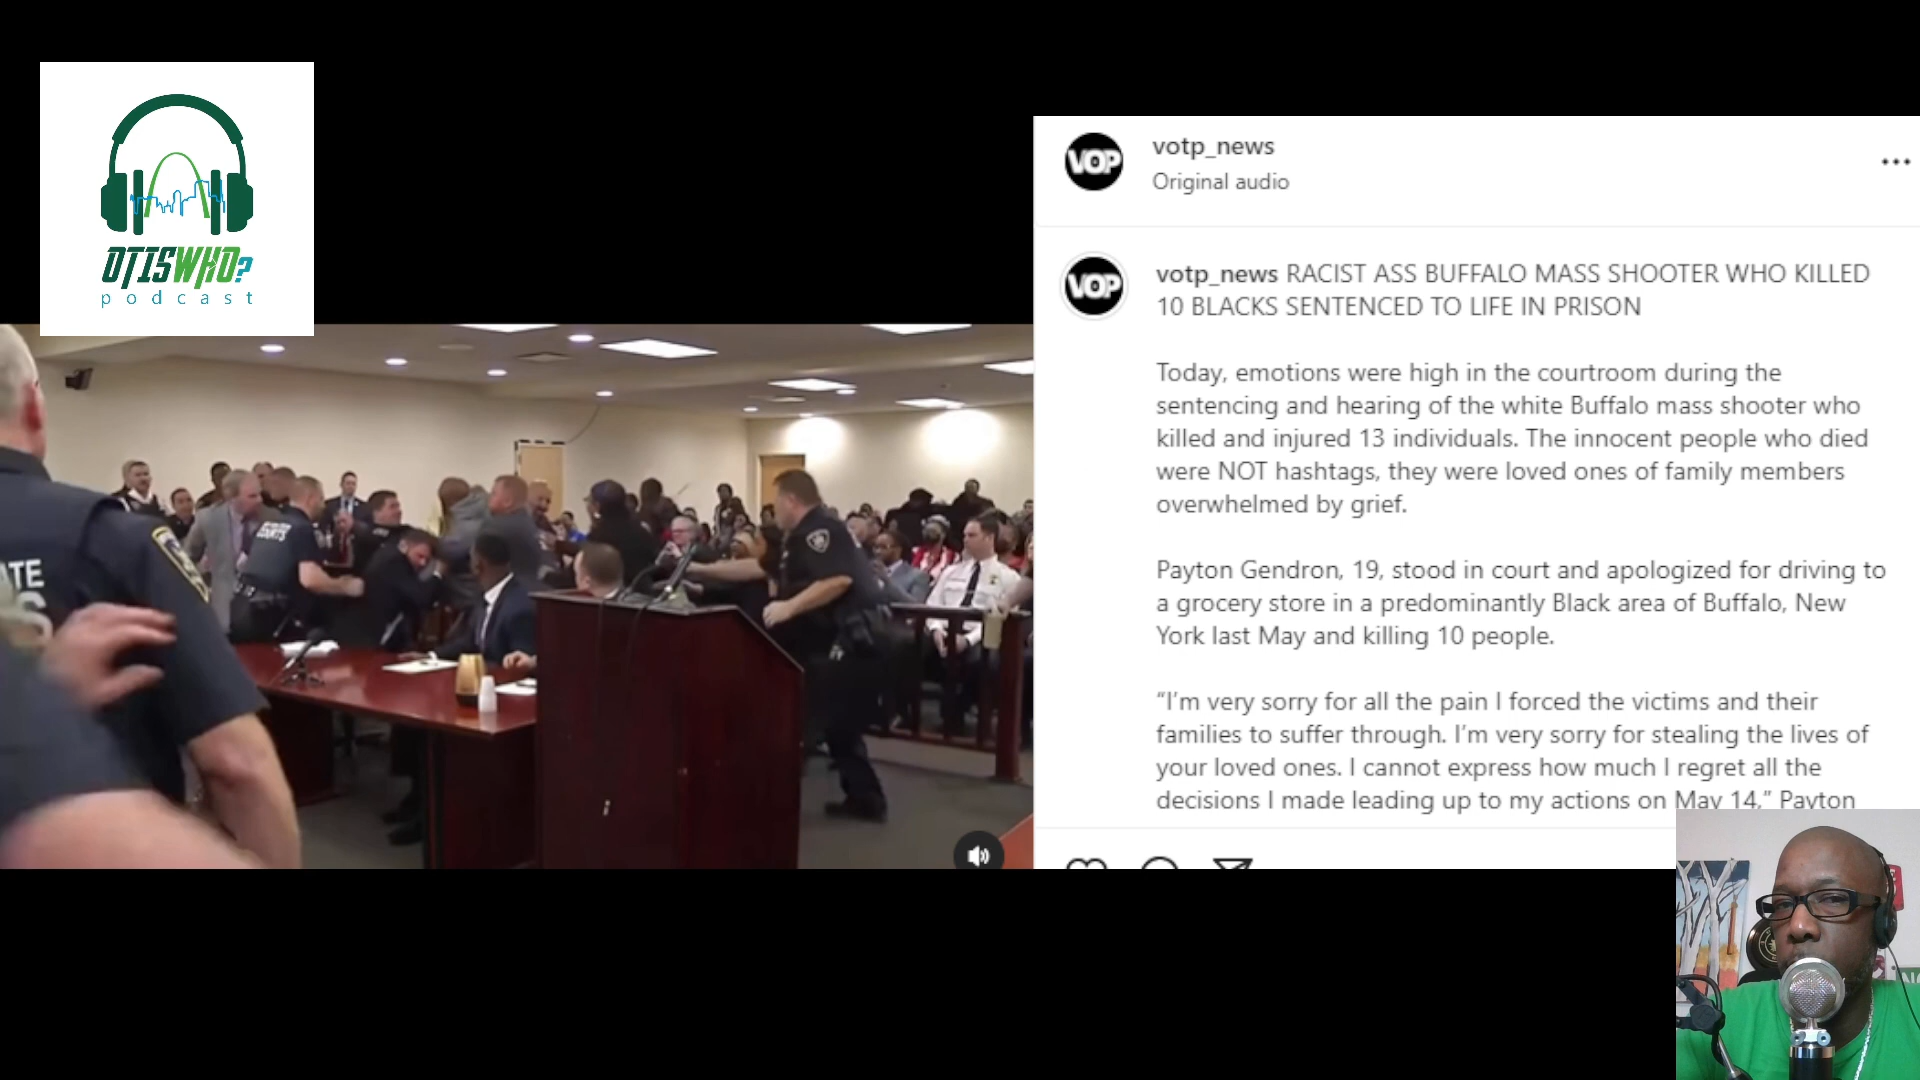 OTISWHO?
podcast
VOP
votp_news
Original audio
VOP
votp_news RACIST ASS BUFFALO MASS SHOOTER WHO KILLED
10 BLACKS SENTENCED TO LIFE IN PRISON
Today, emotions were high in the courtroom during the
sentencing and hearing of the white Buffalo mass shooter who
killed and injured 13 individuals. The innocent people who died
were NOT hashtags, they were loved ones of family members
overwhelmed by grief.
Payton Gendron, 19, stood in court and apologized for driving to
a grocery store in a predominantly Black area of Buffalo, New
York last May and killing 10 people.
“I’m very sorry for all the pain I forced the victims and their
families to suffer through. I’m very sorry for stealing the lives of
your loved ones. I cannot express how much I regret all the
decisions I made leading up to my actions on May 14,” Payton
COURTS
TE
S